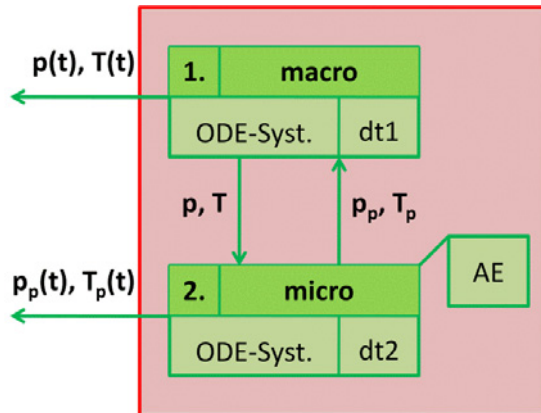 p(t), T(t)
1. macro
ODE-Syst. dt1
p, T
pp, Tp
AE
pp(t), Tp(t)
2. micro
ODE-Syst. dt2